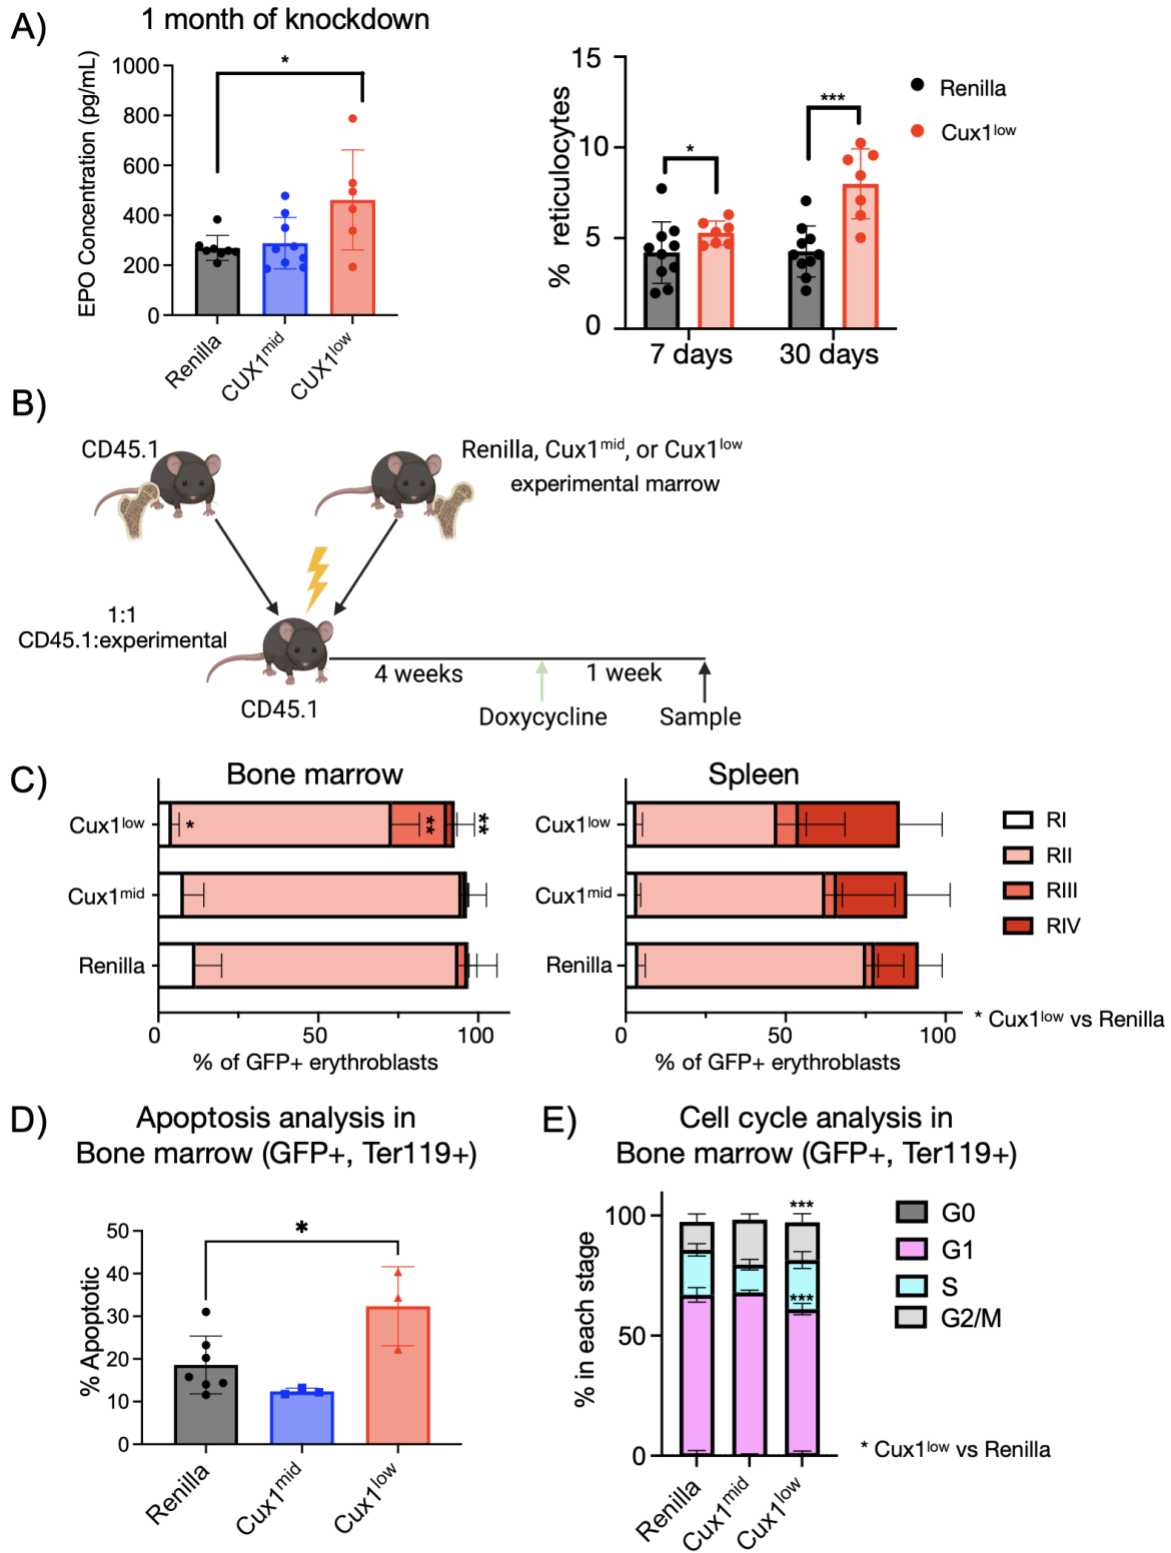 A)
1 month of knockdown
EPO Concentration (pg/mL)
1000
800
600
400
200
0
*
Renilla
CUX1mid
CUX1low
% reticulocytes
15
10
5
0
*
***
7 days
30 days
Renilla
Cux1low
B)
CD45.1
Renilla, Cux1mid, or Cux1low
experimental marrow
1:1
CD45.1:experimental
CD45.1
4 weeks
1 week
Doxycycline
Sample
C)
Bone marrow
Cux1low
Cux1mid
Renilla
*
**
**
0
50
100
% of GFP+ erythroblasts
Spleen
Cux1low
Cux1mid
Renilla
0
50
100
% of GFP+ erythroblasts
RI
RII
RIII
RIV
* Cux1low vs Renilla
D)
Apoptosis analysis in
Bone marrow (GFP+, Ter119+)
% Apoptotic
50
40
30
20
10
0
*
Renilla
Cux1mid
Cux1low
E)
Cell cycle analysis in
Bone marrow (GFP+, Ter119+)
% in each stage
100
50
0
***
***
Renilla
Cux1mid
Cux1low
G0
G1
S
G2/M
* Cux1low vs Renilla